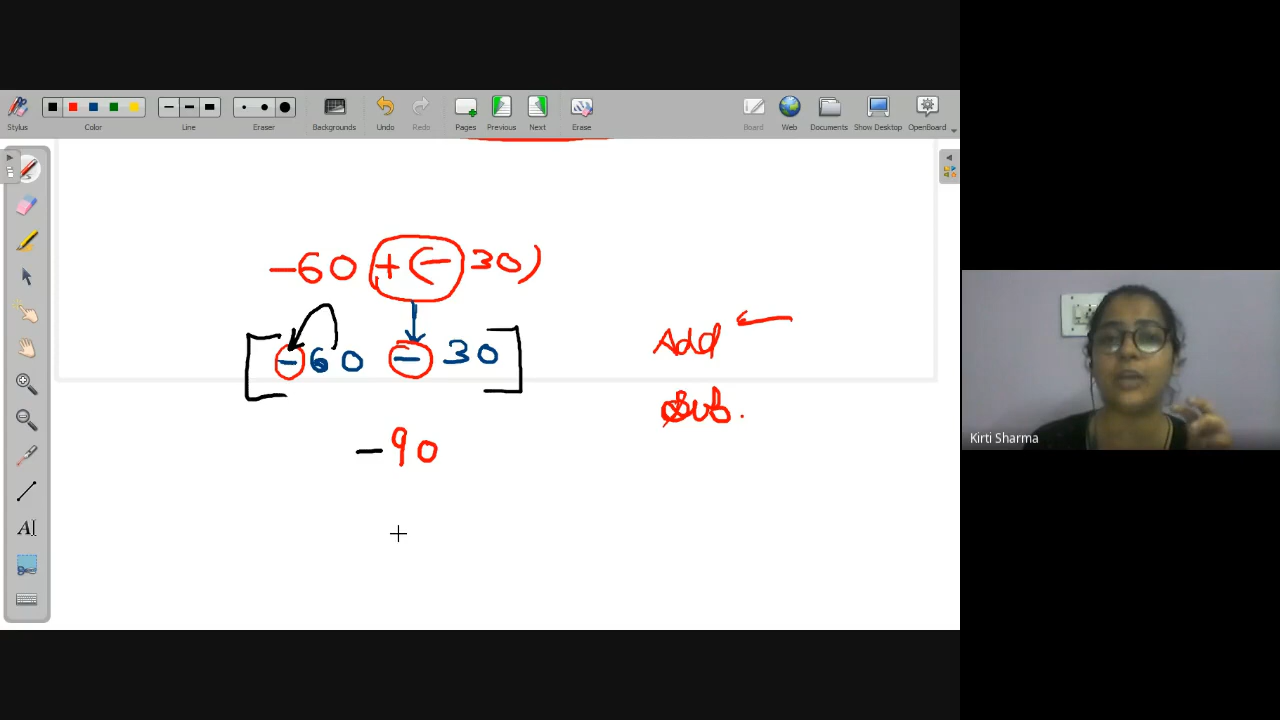 Stylus Color Line Eraser Backgrounds Undo Redo Pages Previous Next Erase Board Web Documents Show Desktop OpenBoard
-60 +(-30)
-60 - 30
Add
Sub.
-90
Kirti Sharma